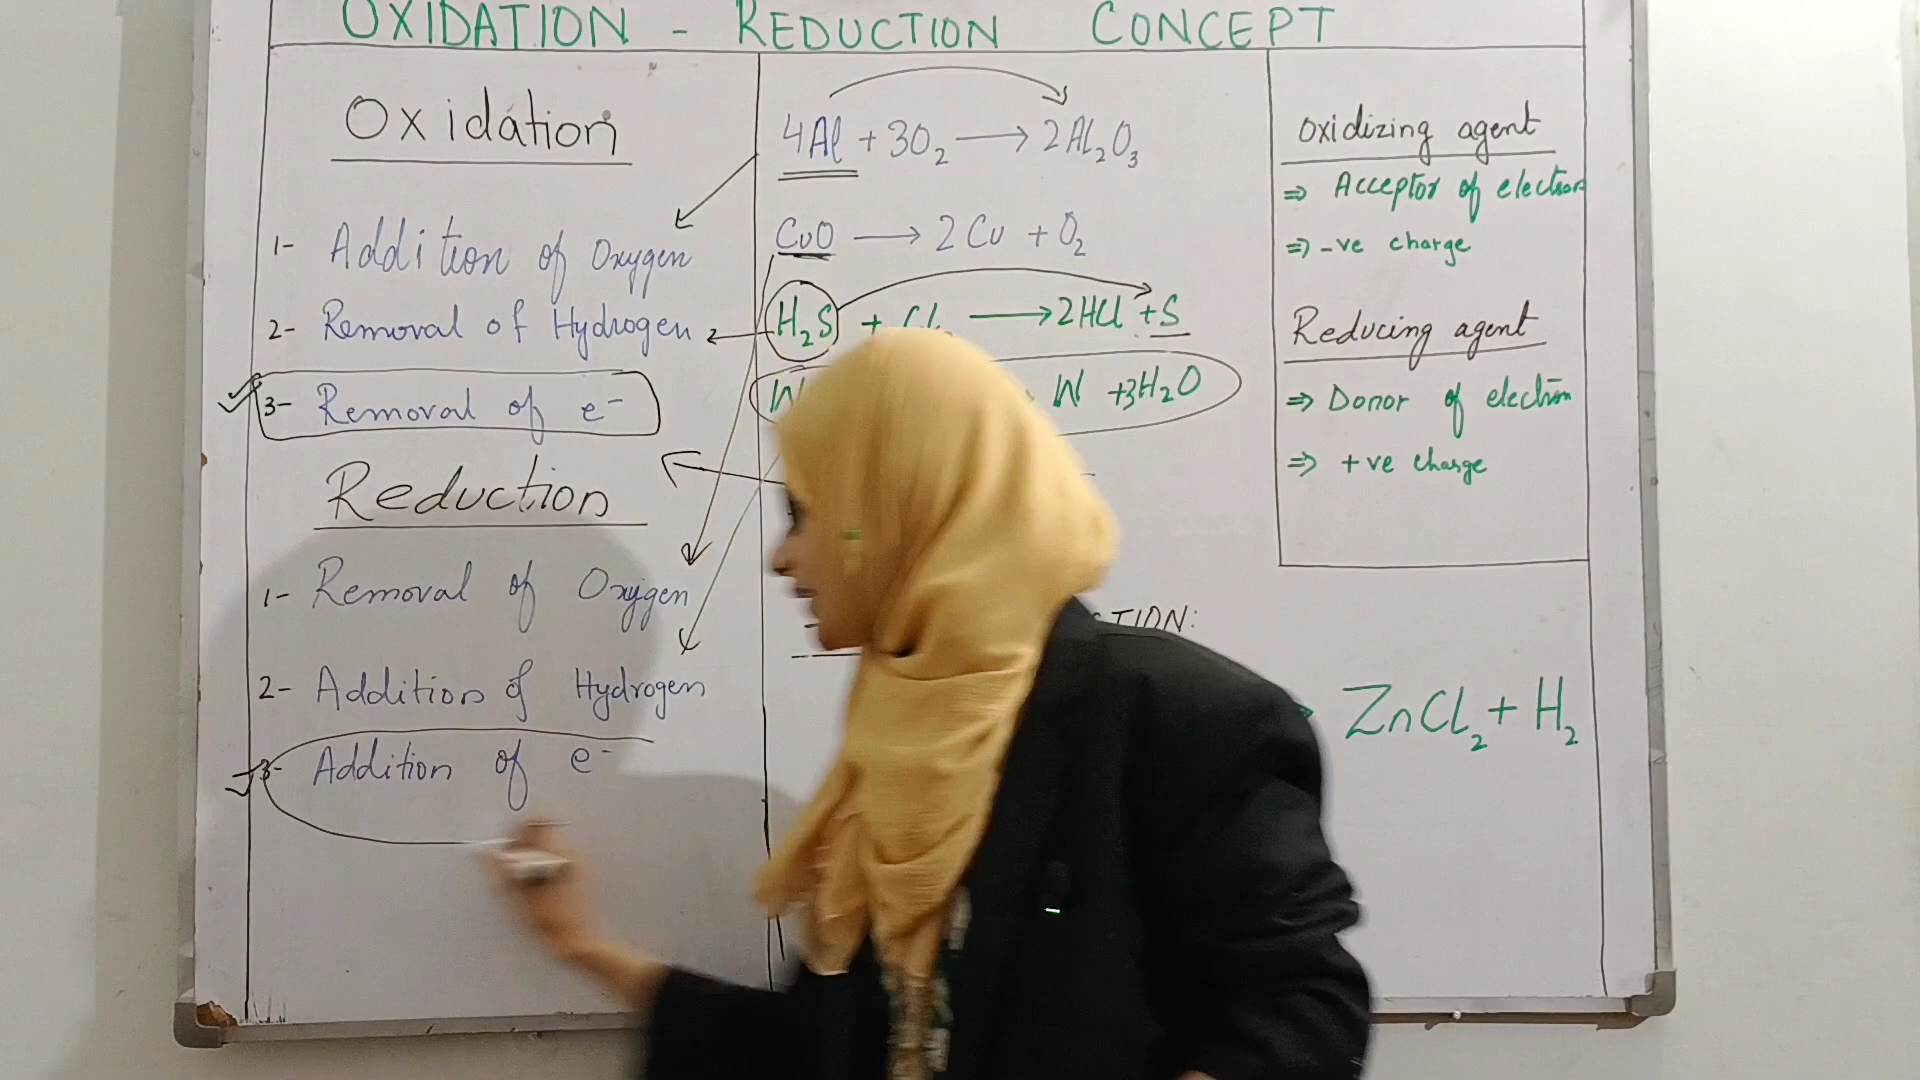 OXIDATION - REDUCTION CONCEPT
Oxidation
1- Addition of Oxygen
2- Removal of Hydrogen
3- Removal of e⁻
Reduction
1- Removal of Oxygen
2- Addition of Hydrogen
3- Addition of e⁻
4Al + 3O₂ → 2Al₂O₃
CuO → 2Cu + O₂
H₂S + → 2HCl + S
W W +3H₂O
ZnCl₂ + H₂
Oxidizing agent
⇒ Acceptor of electron
⇒ -ve charge
Reducing agent
⇒ Donor of electron
⇒ +ve charge